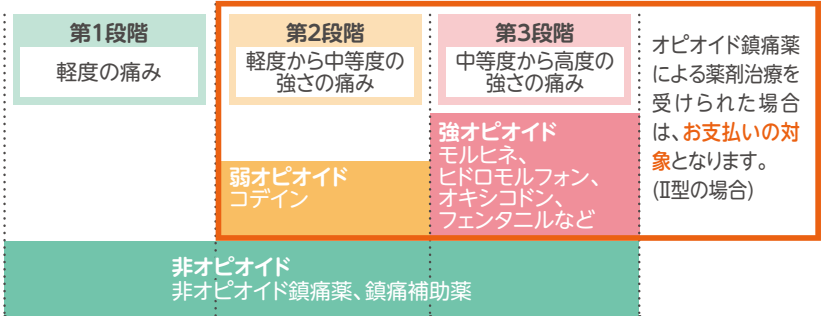 第1段階
軽度の痛み
第2段階
軽度から中等度の
強さの痛み
第3段階
中等度から高度の
強さの痛み
オピオイド鎮痛薬
による薬剤治療を
受けられた場合
は、お支払いの対
象となります。
(Ⅱ型の場合)
弱オピオイド
コデイン
強オピオイド
モルヒネ、
ヒドロモルフォン、
オキシコドン、
フェンタニルなど
非オピオイド
非オピオイド鎮痛薬、鎮痛補助薬